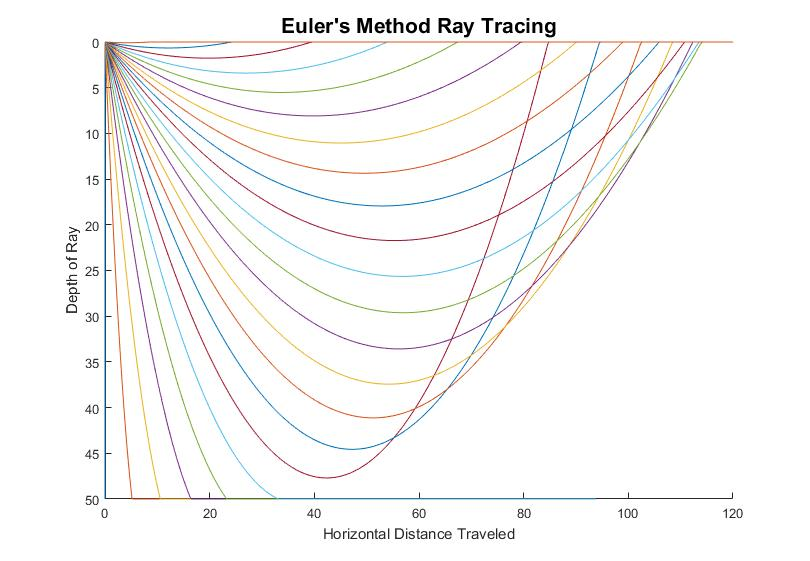 Euler's Method Ray Tracing
0
5
10
15
20
25
30
35
40
45
50
Depth of Ray
0 20 40 60 80 100 120
Horizontal Distance Traveled